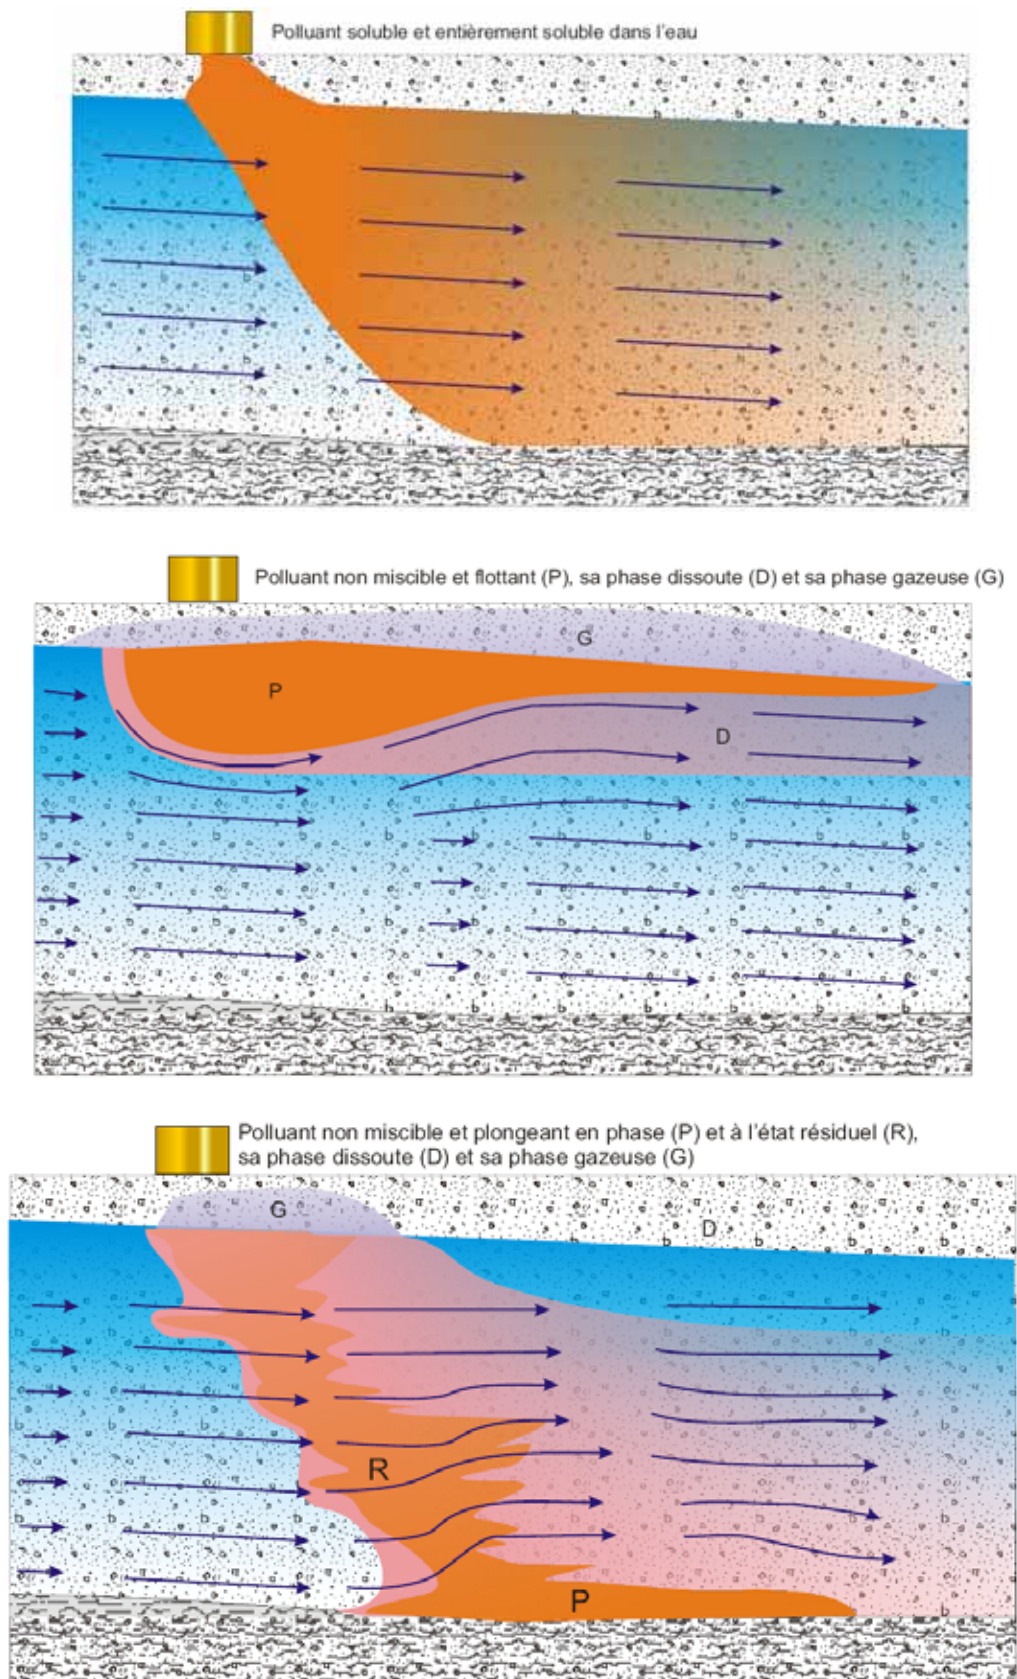 Polluant soluble et entièrement soluble dans l'eau
Polluant non miscible et flottant (P), sa phase dissoute (D) et sa phase gazeuse (G)
G
P
D
Polluant non miscible et plongeant en phase (P) et à l'état résiduel (R),
sa phase dissoute (D) et sa phase gazeuse (G)
G
D
R
P